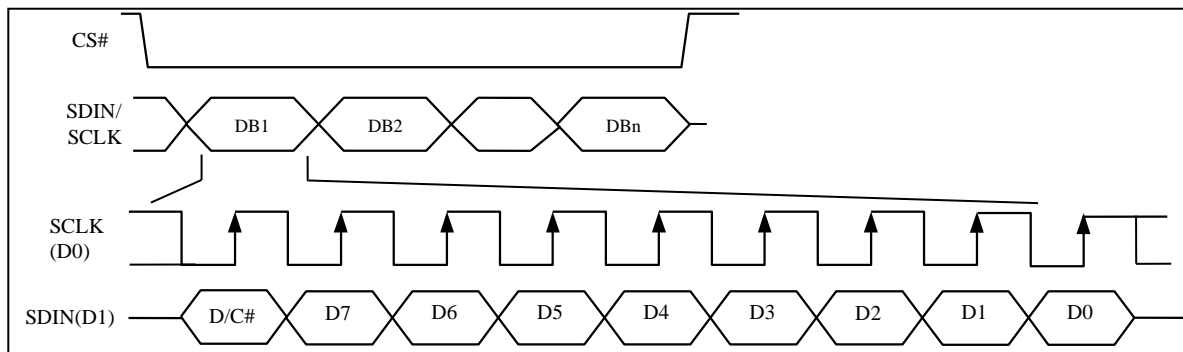 CS#
SDIN/
SCLK
DB1 DB2 DBn
SCLK
(D0)
SDIN(D1) D/C# D7 D6 D5 D4 D3 D2 D1 D0